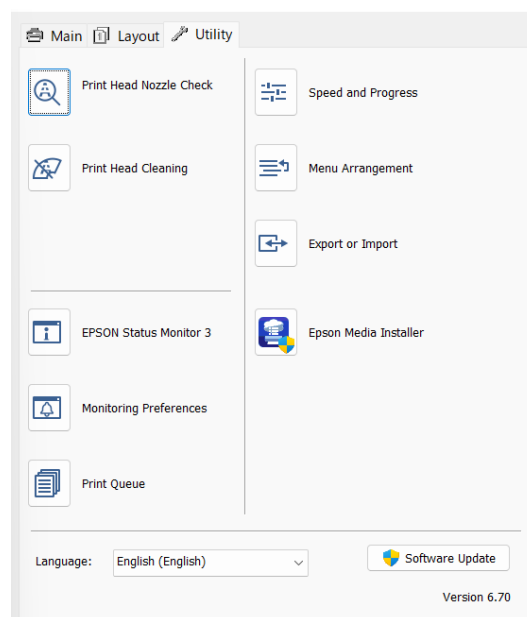 Main
Layout
Utility
Print Head Nozzle Check
Speed and Progress
Print Head Cleaning
Menu Arrangement
Export or Import
EPSON Status Monitor 3
Epson Media Installer
Monitoring Preferences
Print Queue
Language:
English (English)
Software Update
Version 6.70